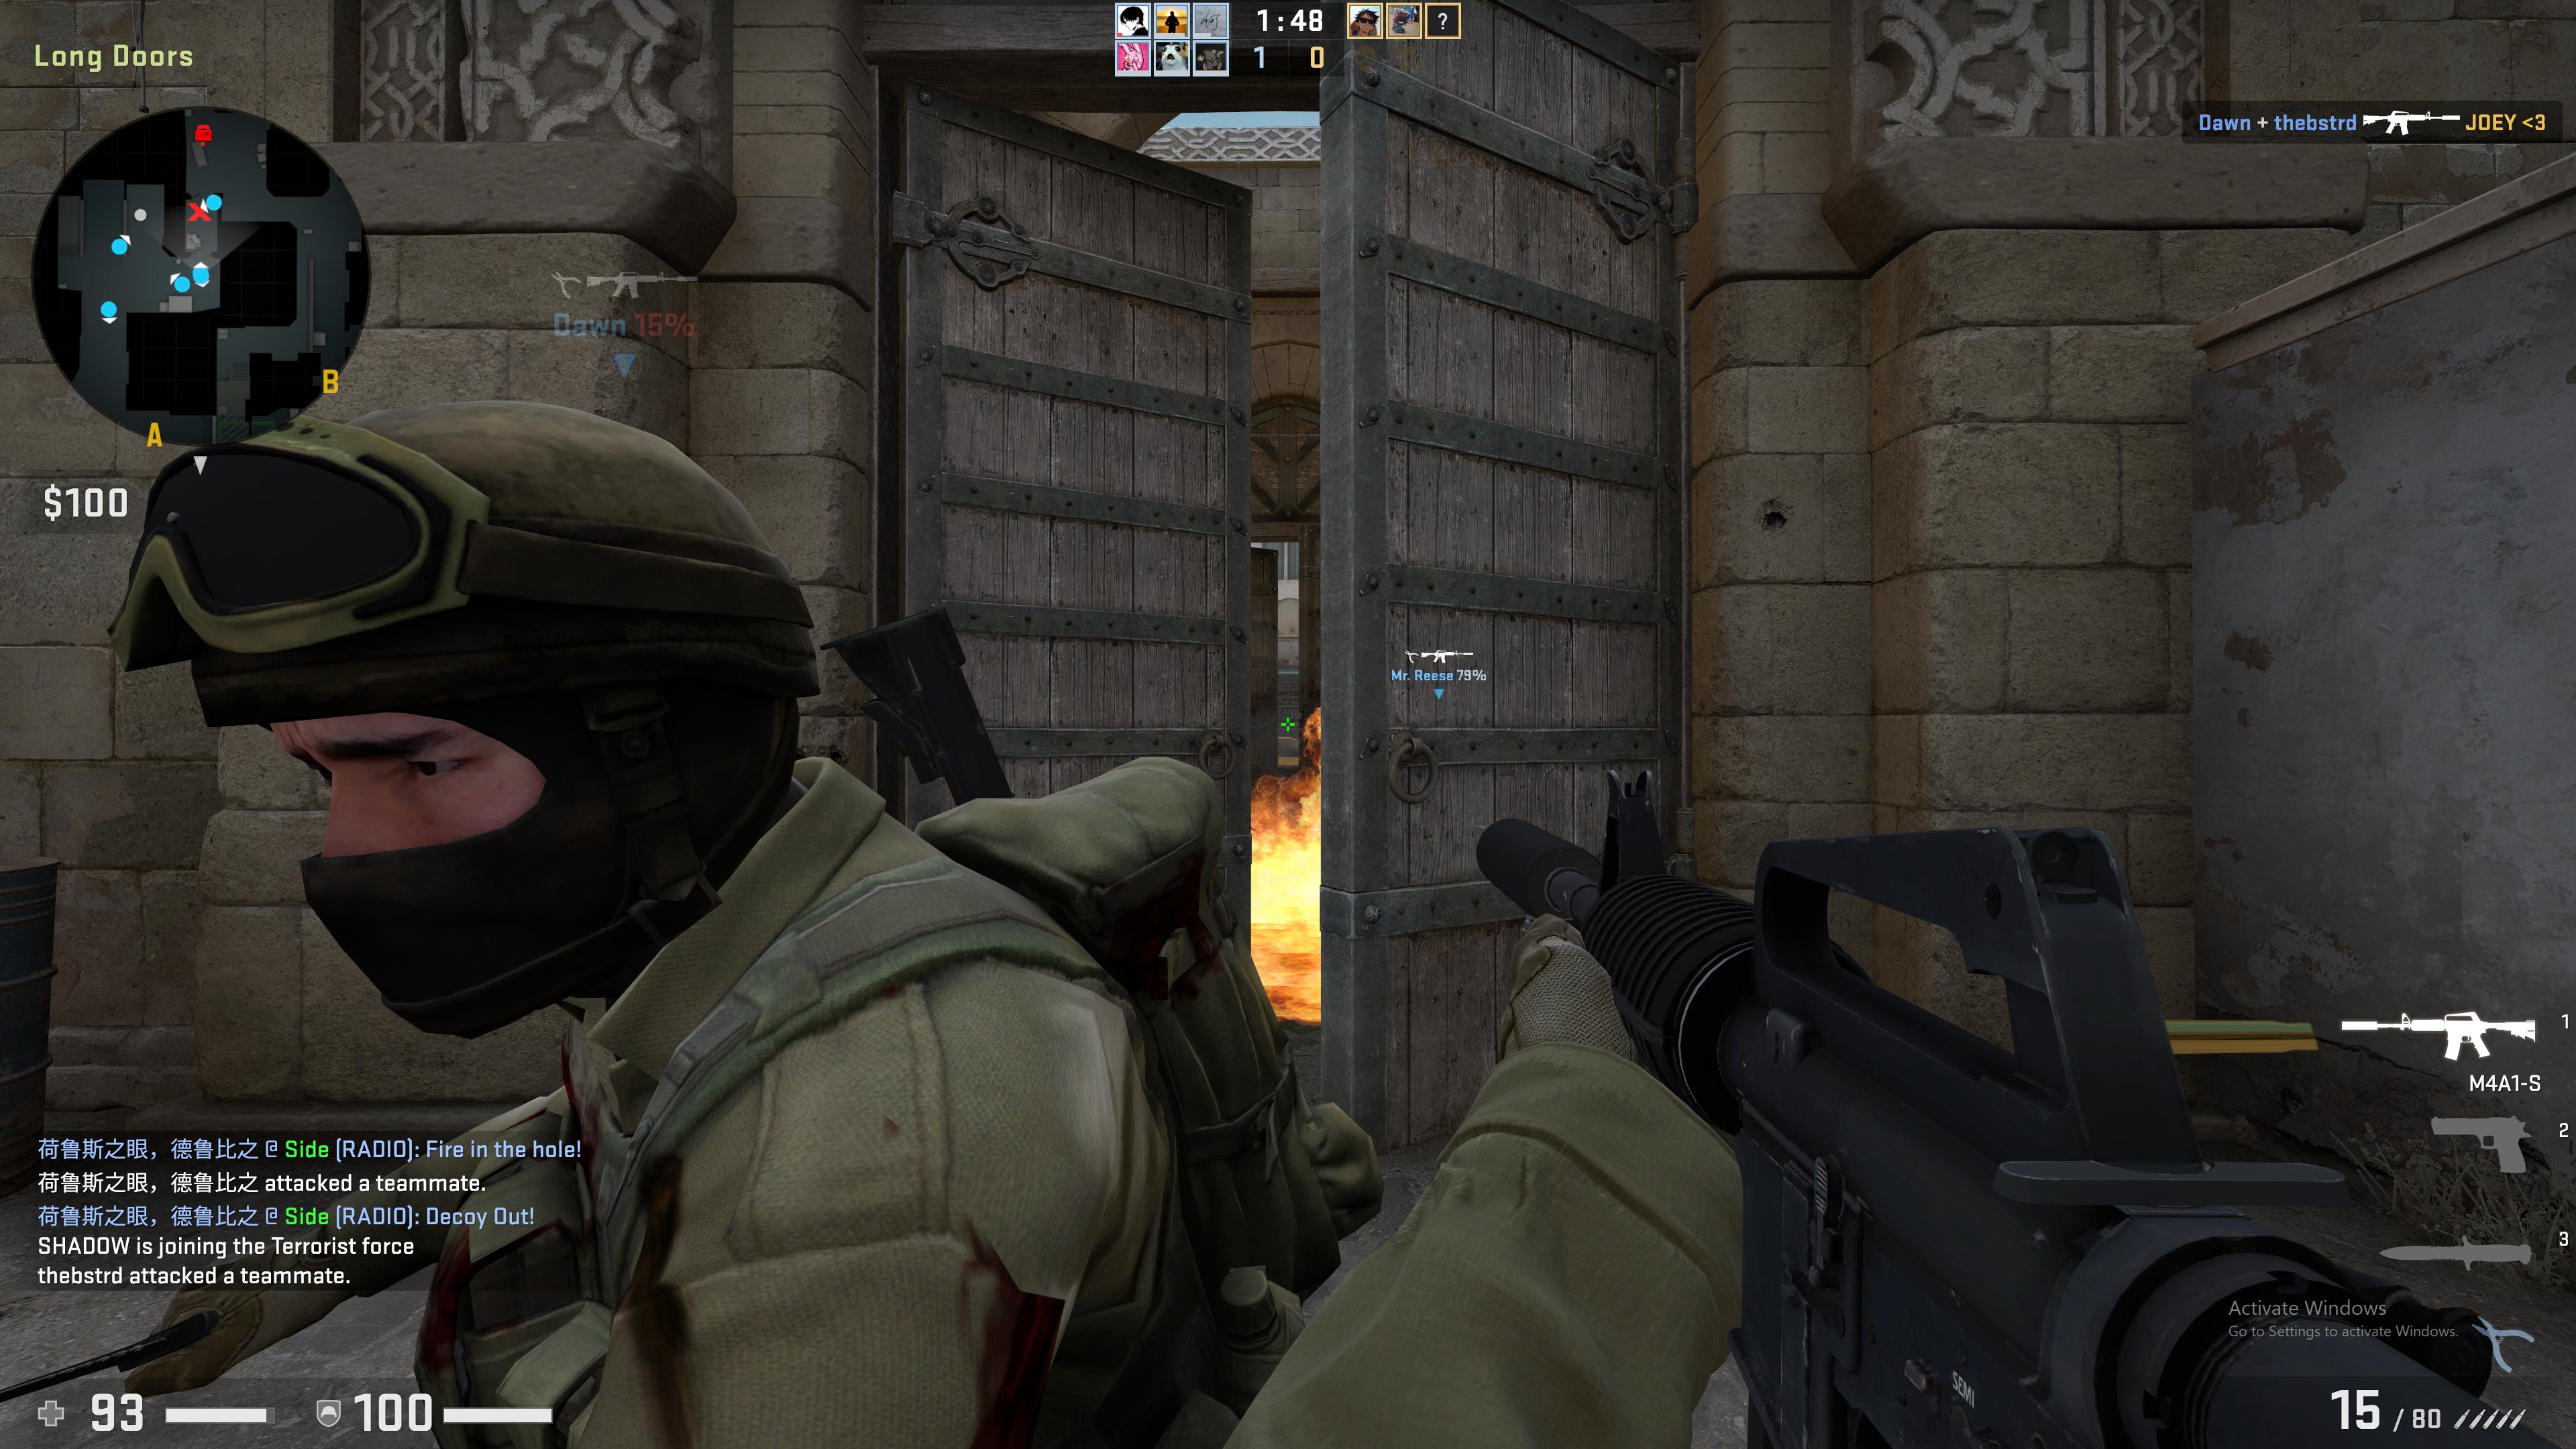 Long Doors
1:48
?
1 0
Dawn + thebstrd JOEY <3
B
A
$100
Dawn 15%
Mr. Reese 79%
荷鲁斯之眼，德鲁比之 @ Side (RADIO): Fire in the hole!
荷鲁斯之眼，德鲁比之 attacked a teammate.
荷鲁斯之眼，德鲁比之 @ Side (RADIO): Decoy Out!
SHADOW is joining the Terrorist force
thebstrd attacked a teammate.
1
M4A1-S
2
3
Activate Windows
Go to Settings to activate Windows.
SEMI
93 100
15 / 80